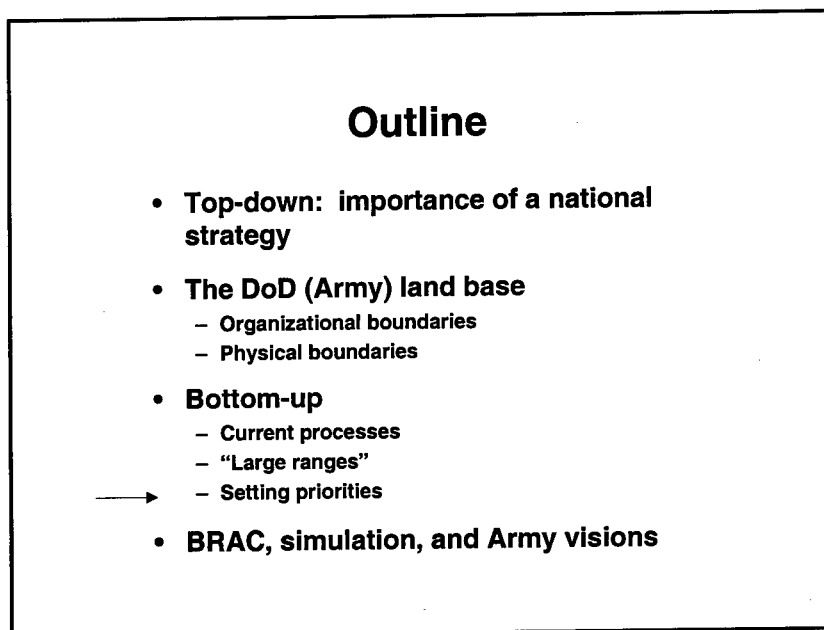 Outline
• Top-down: importance of a national
strategy
• The DoD (Army) land base
– Organizational boundaries
– Physical boundaries
• Bottom-up
– Current processes
– “Large ranges”
– Setting priorities
• BRAC, simulation, and Army visions